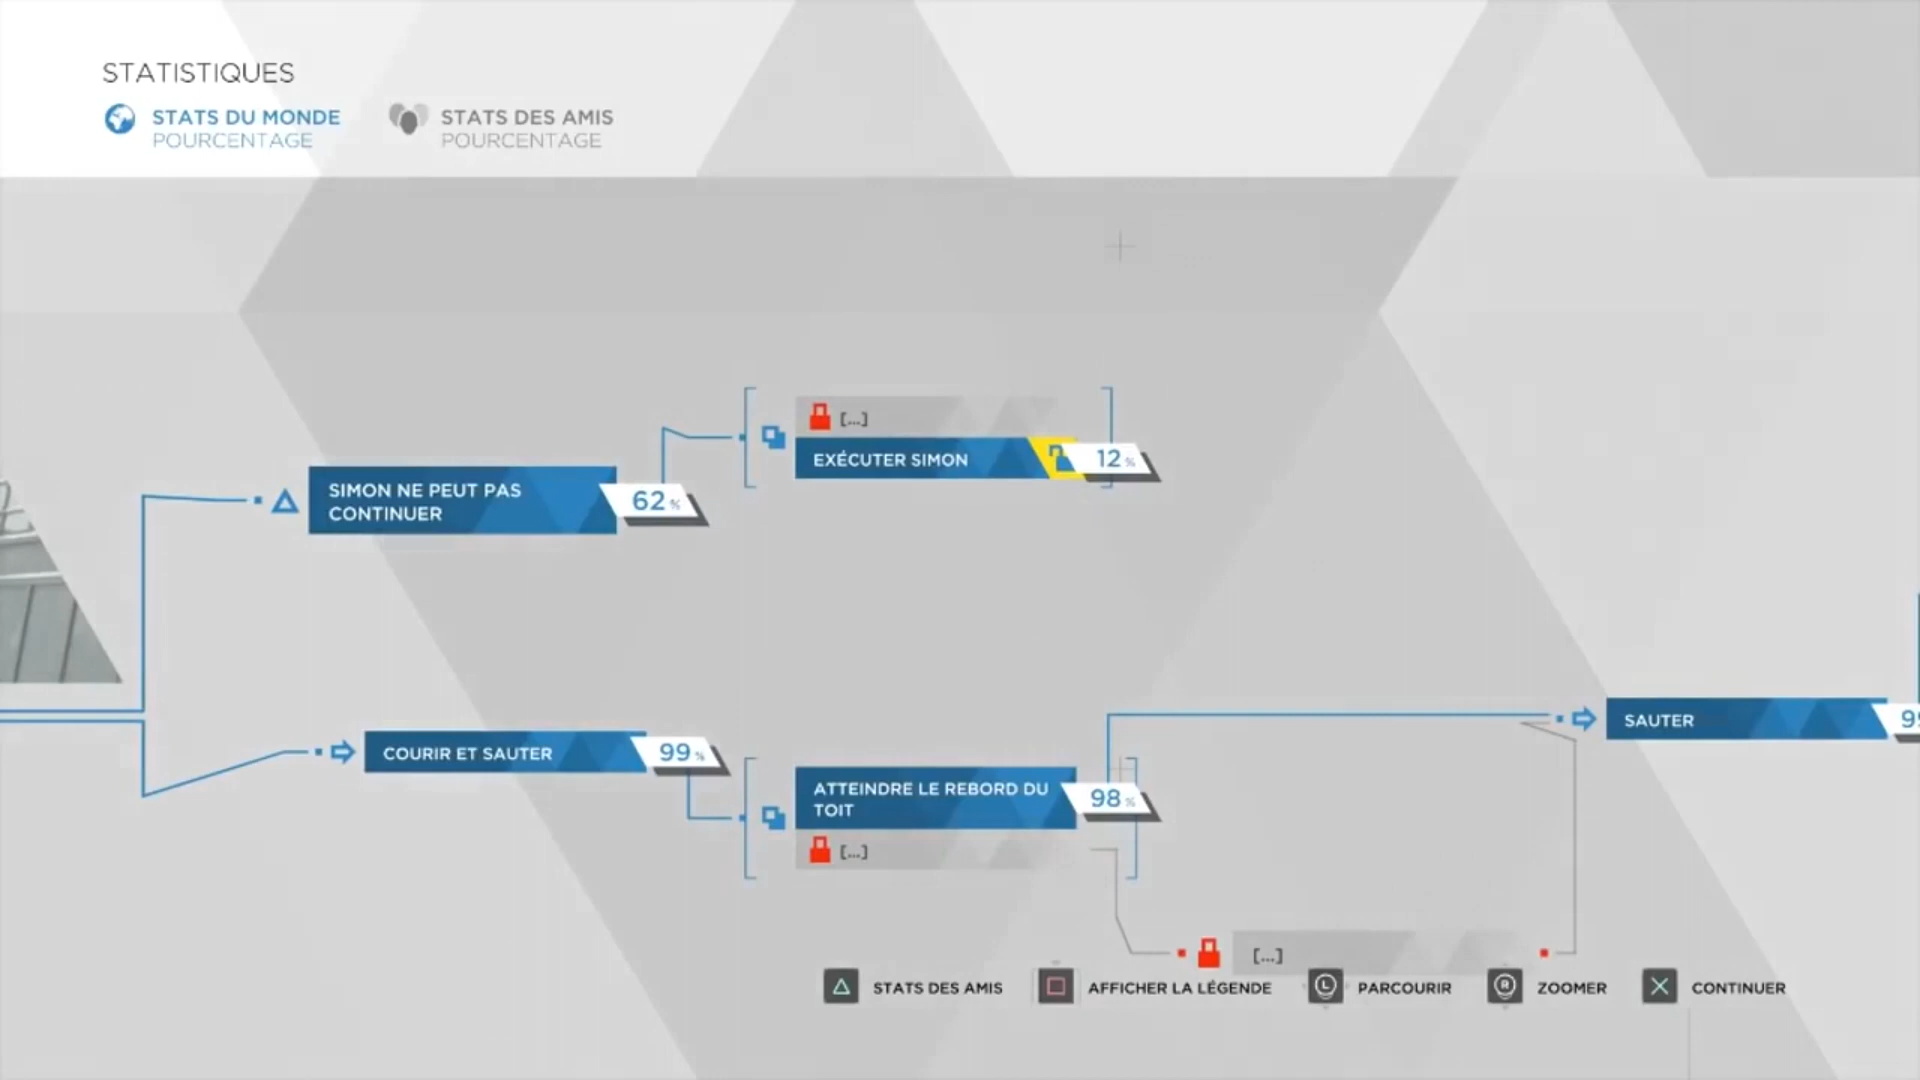 STATISTIQUES
STATS DU MONDE
POURCENTAGE
STATS DES AMIS
POURCENTAGE
[...]
EXÉCUTER SIMON
12 %
SIMON NE PEUT PAS
CONTINUER
62 %
COURIR ET SAUTER
99 %
ATTEINDRE LE REBORD DU
TOIT
98 %
[...]
SAUTER
[...]
STATS DES AMIS
AFFICHER LA LÉGENDE
L
PARCOURIR
R
ZOOMER
CONTINUER